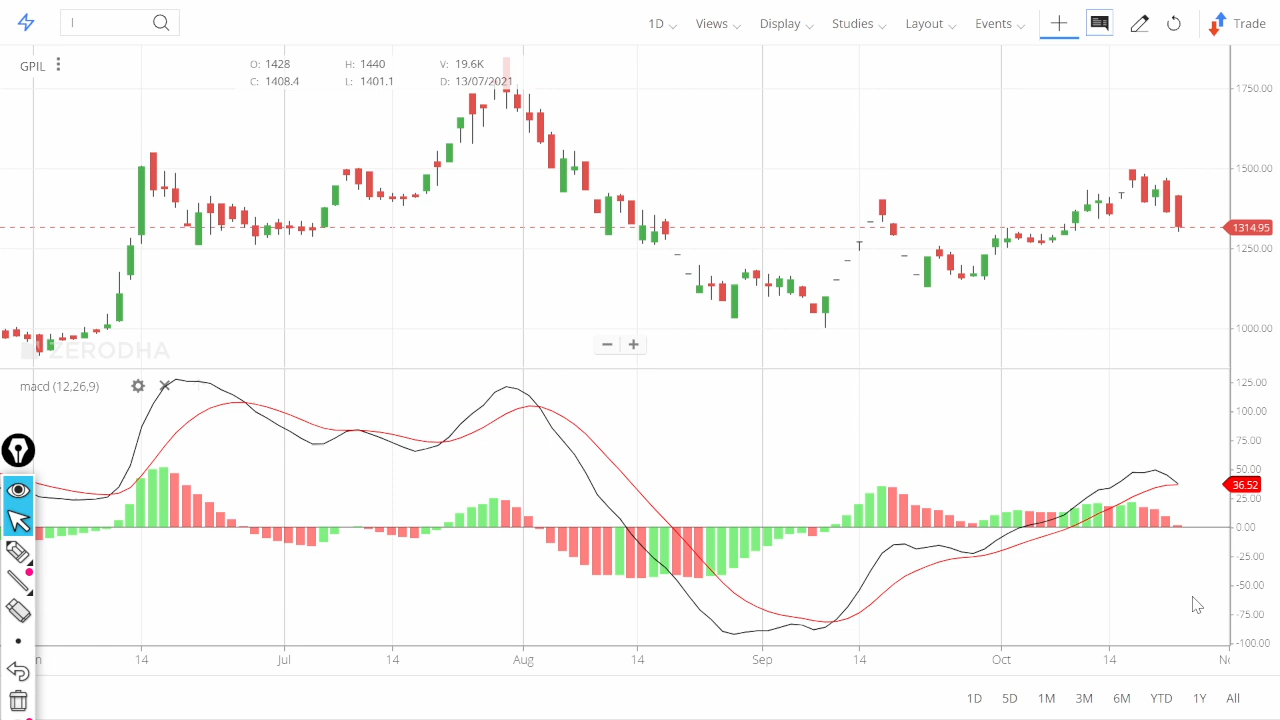 l
1D Views Display Studies Layout Events Trade
GPIL
O: 1428 H: 1440 V: 19.6K
C: 1408.4 L: 1401.1 D: 13/07/2021
1750.00
1500.00
1314.95
1250.00
1000.00
ZERODHA
macd (12,26,9)
125.00
100.00
75.00
50.00
36.52
25.00
0.00
-25.00
-50.00
-75.00
-100.00
14 Jul 14 Aug 14 Sep 14 Oct 14
1D 5D 1M 3M 6M YTD 1Y All